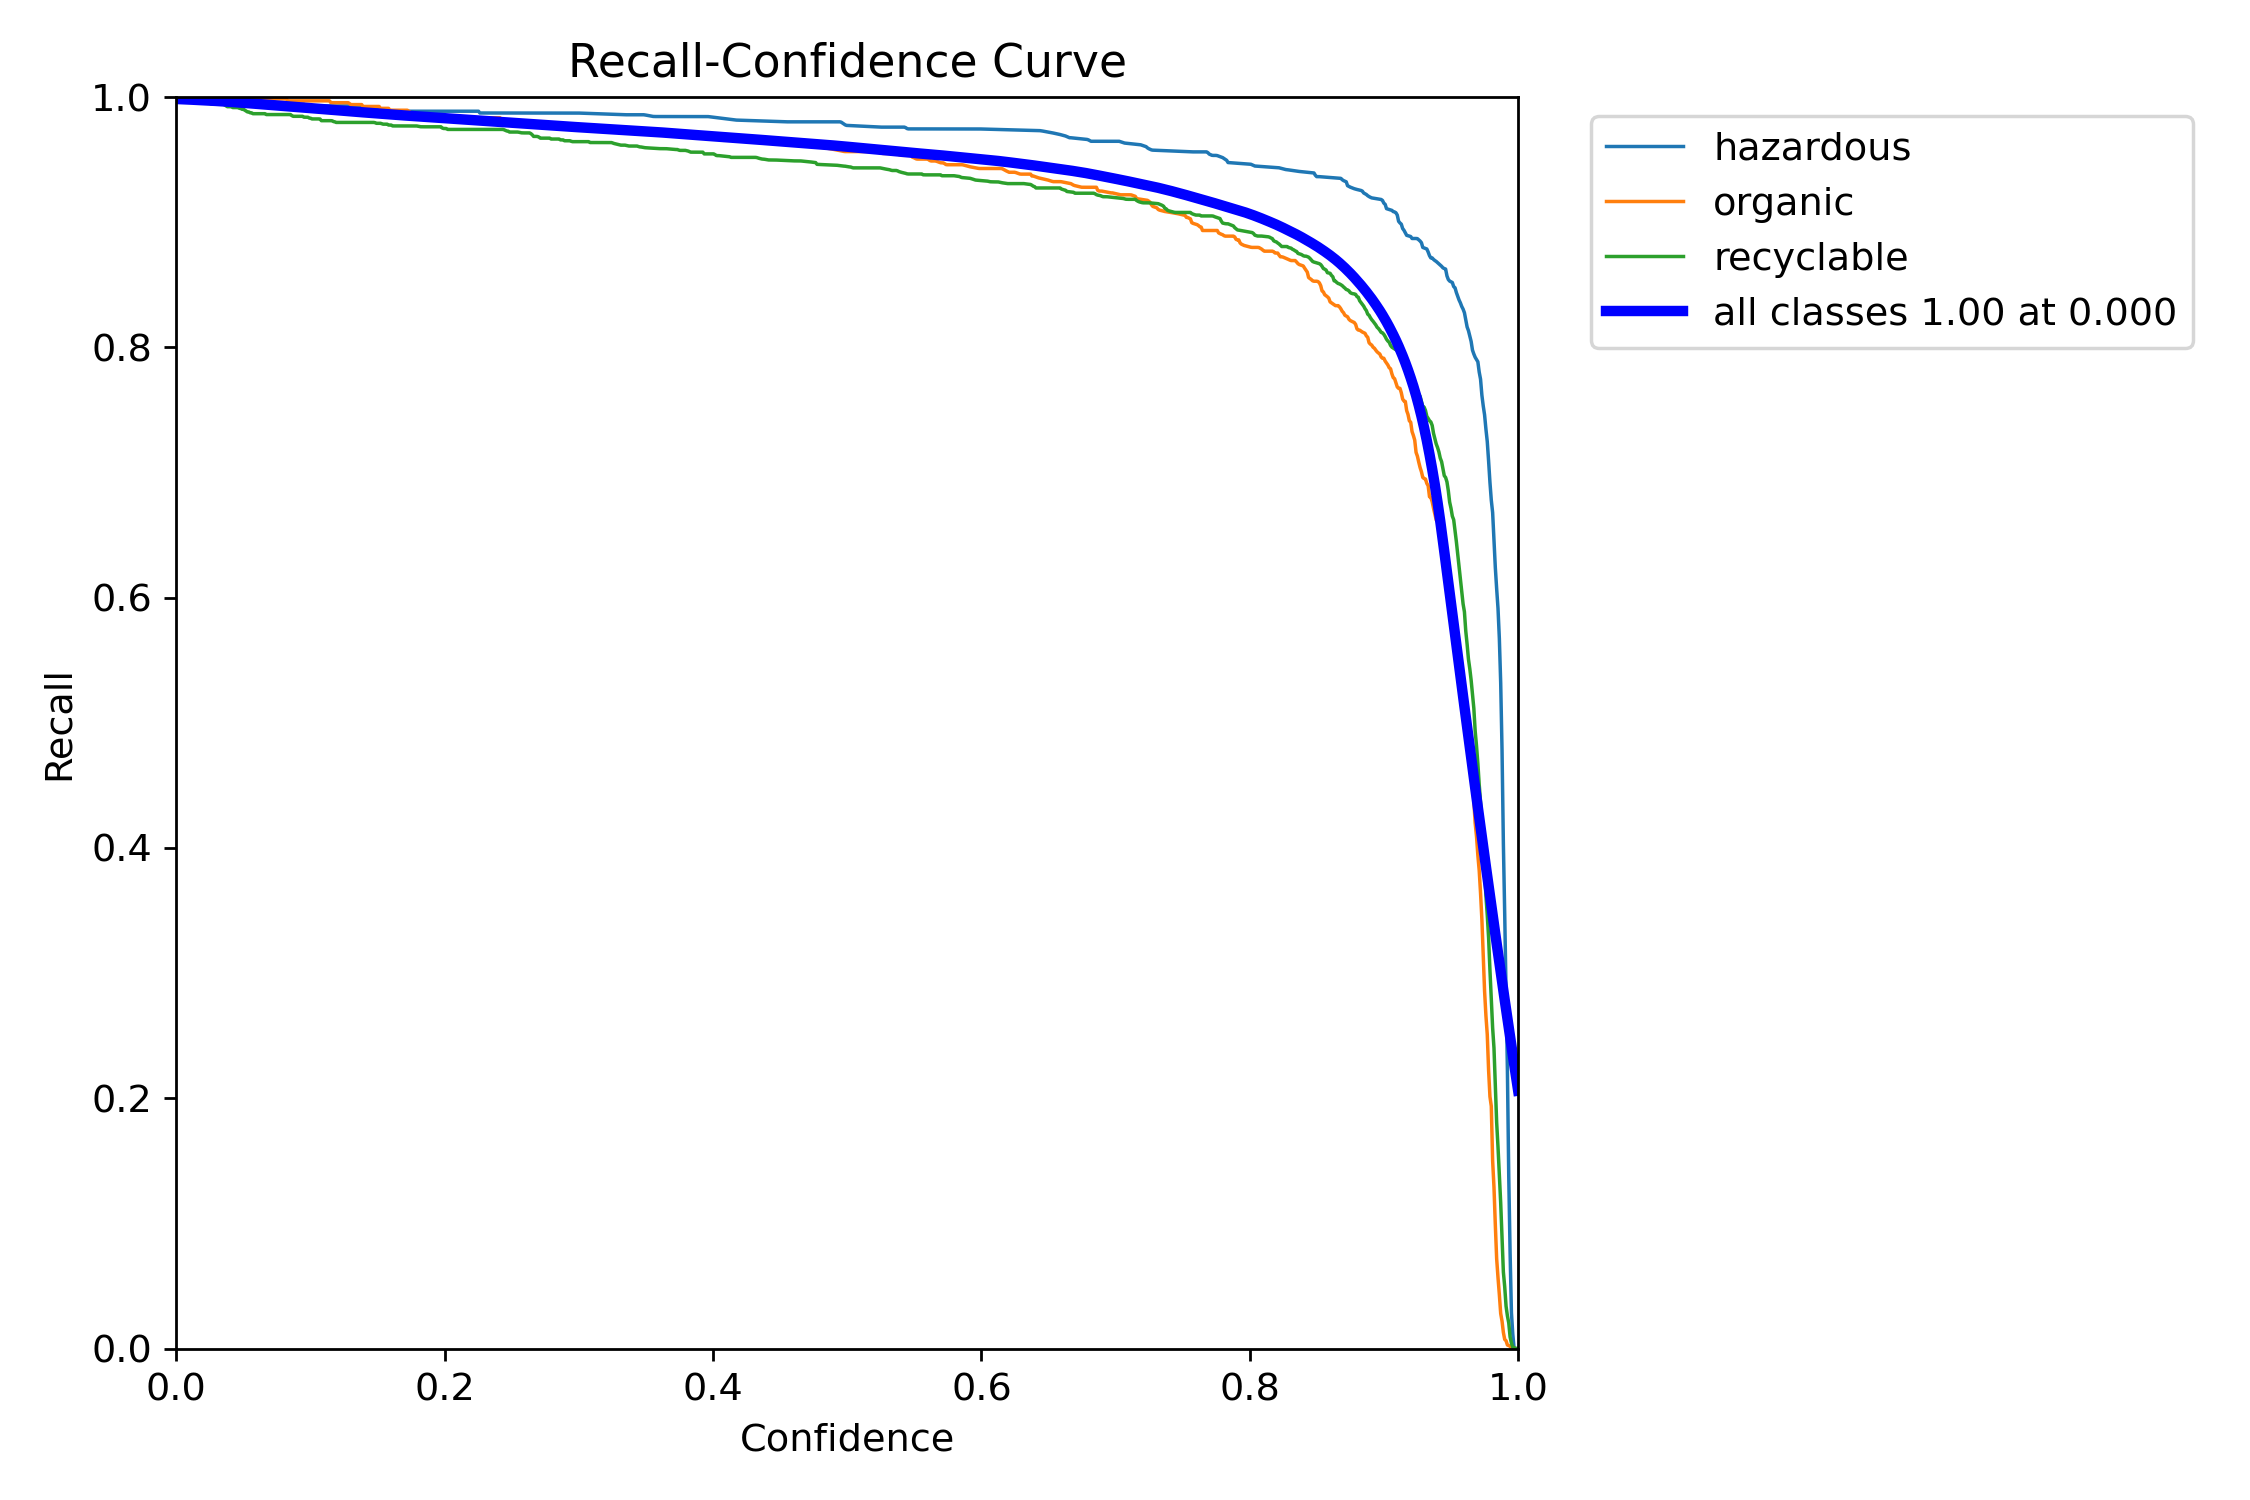 Recall-Confidence Curve
1.0
0.8
0.6
0.4
0.2
0.0
Recall
0.0 0.2 0.4 0.6 0.8 1.0
Confidence
hazardous
organic
recyclable
all classes 1.00 at 0.000